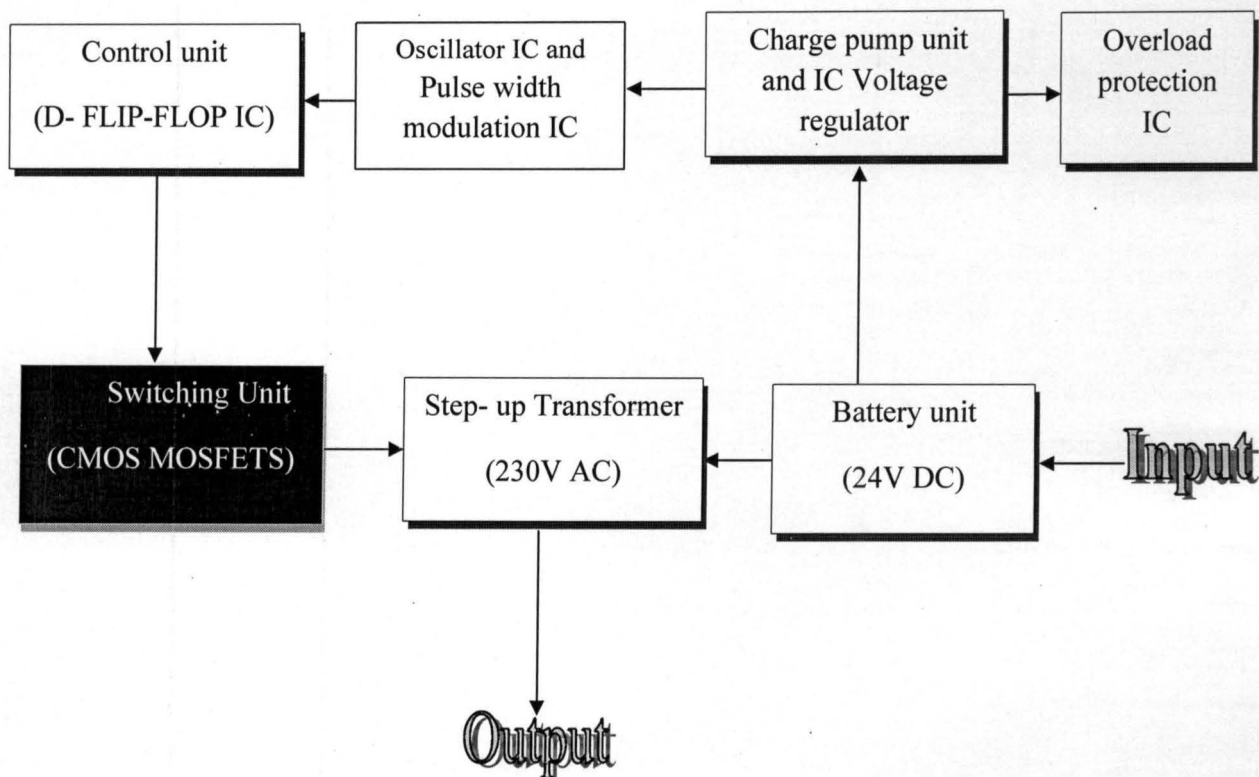 Control unit
(D- FLIP-FLOP IC)
Oscillator IC and
Pulse width
modulation IC
Charge pump unit
and IC Voltage
regulator
Overload
protection
IC
Switching Unit
(CMOS MOSFETS)
Step- up Transformer
(230V AC)
Battery unit
(24V DC)
Input
Output